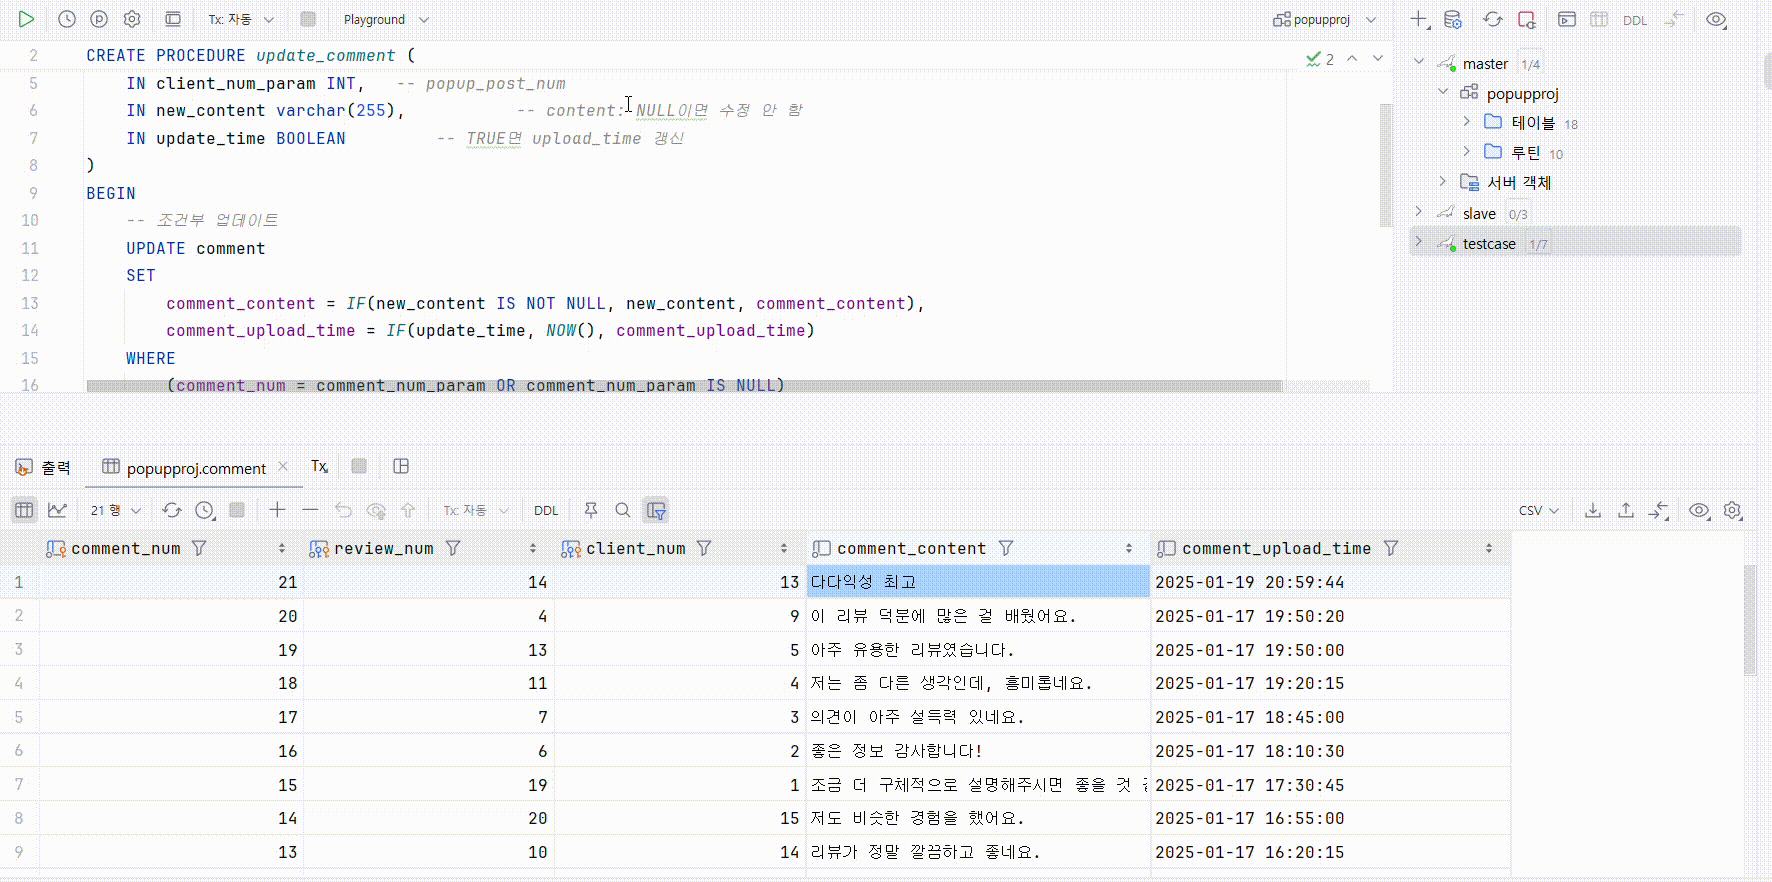 Tx: 자동
Playground
popupproj
DDL
2 CREATE PROCEDURE update_comment (
2
5 IN client_num_param INT, -- popup_post_num
6 IN new_content varchar(255), -- content: NULL이면 수정 안 함
7 IN update_time BOOLEAN -- TRUE면 upload_time 갱신
8 )
9 BEGIN
10 -- 조건부 업데이트
11 UPDATE comment
12 SET
13 comment_content = IF(new_content IS NOT NULL, new_content, comment_content),
14 comment_upload_time = IF(update_time, NOW(), comment_upload_time)
15 WHERE
16 (comment_num = comment_num_param OR comment_num_param IS NULL)
master 1/4
popupproj
테이블 18
루틴 10
서버 객체
slave 0/3
testcase 1/7
출력
popupproj.comment
Tx
21 행
Tx: 자동
DDL
CSV
comment_num review_num client_num comment_content comment_upload_time
1 21 14 13 다다익성 최고 2025-01-19 20:59:44
2 20 4 9 이 리뷰 덕분에 많은 걸 배웠어요. 2025-01-17 19:50:20
3 19 13 5 아주 유용한 리뷰였습니다. 2025-01-17 19:50:00
4 18 11 4 저는 좀 다른 생각인데, 흥미롭네요. 2025-01-17 19:20:15
5 17 7 3 의견이 아주 설득력 있네요. 2025-01-17 18:45:00
6 16 6 2 좋은 정보 감사합니다! 2025-01-17 18:10:30
7 15 19 1 조금 더 구체적으로 설명해주시면 좋을 것 2025-01-17 17:30:45
8 14 20 15 저도 비슷한 경험을 했어요. 2025-01-17 16:55:00
9 13 10 14 리뷰가 정말 깔끔하고 좋네요. 2025-01-17 16:20:15